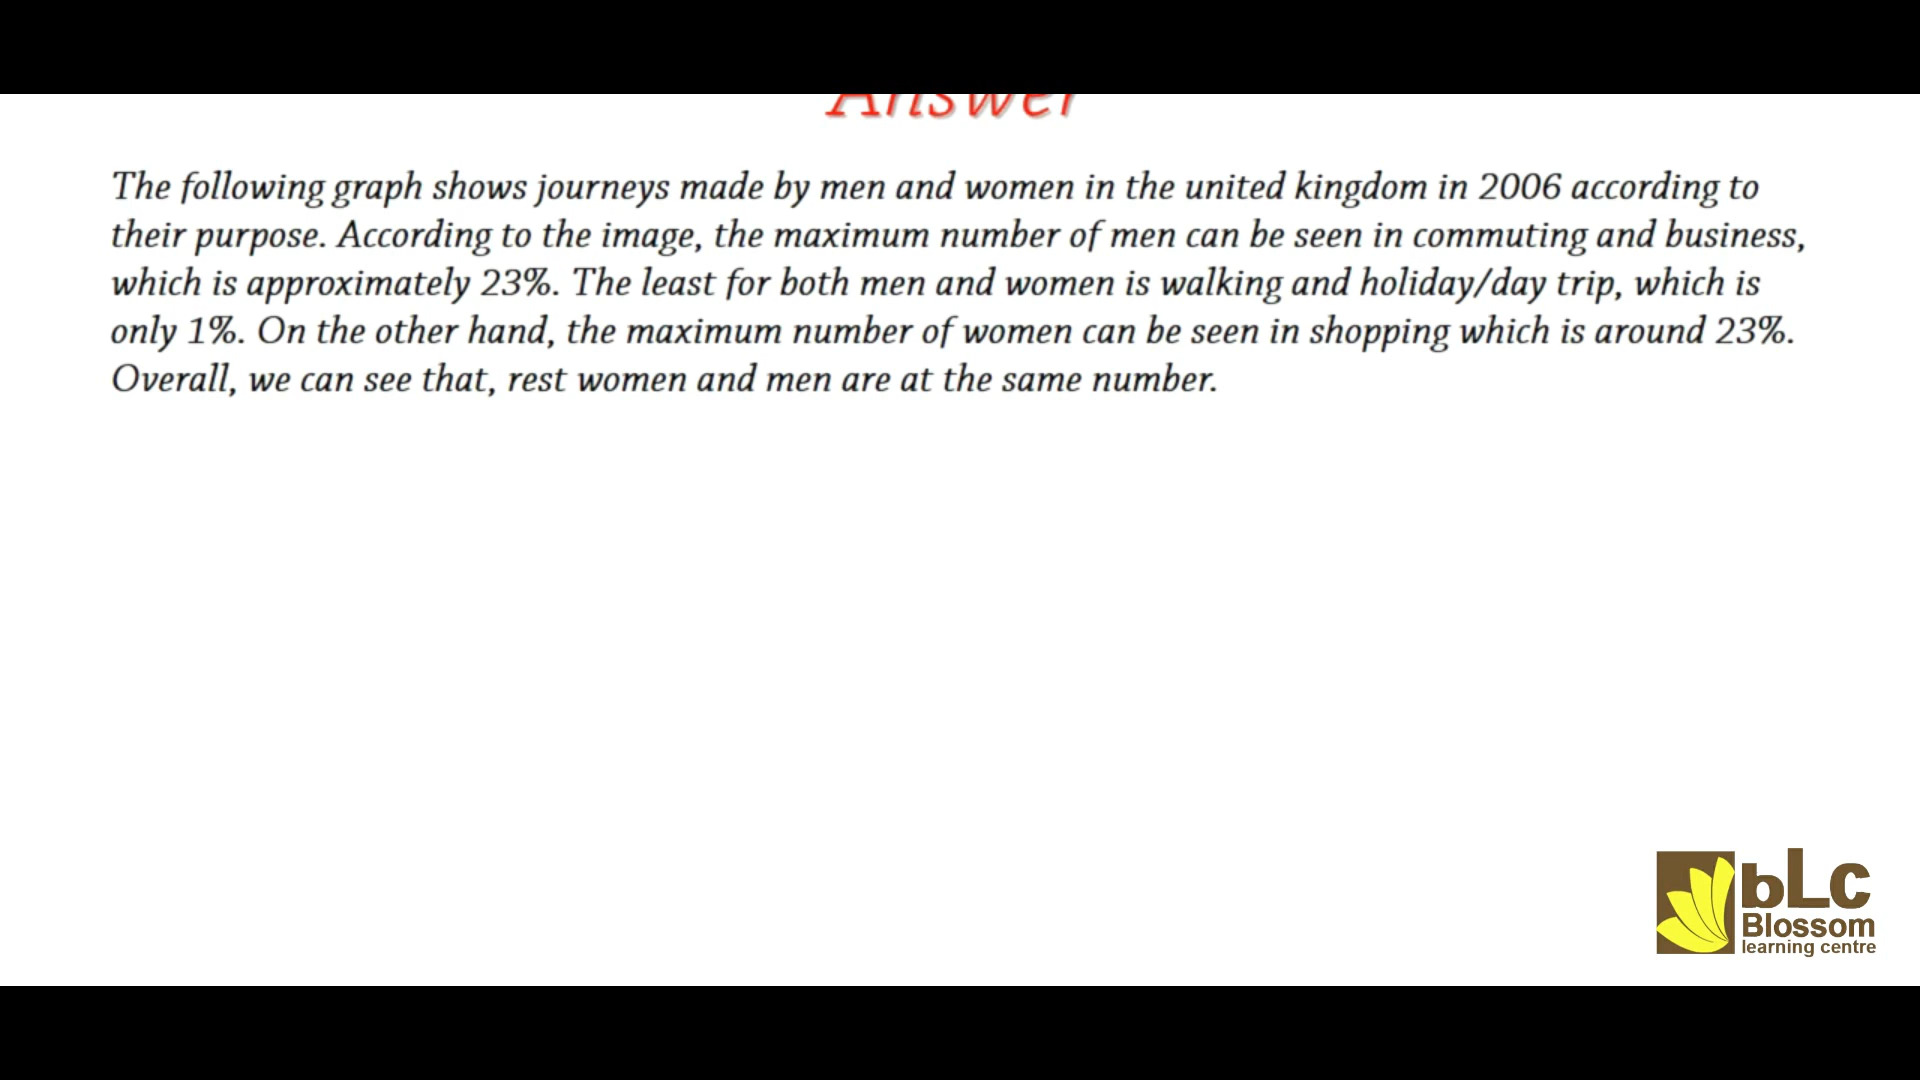 Answer
The following graph shows journeys made by men and women in the united kingdom in 2006 according to
their purpose. According to the image, the maximum number of men can be seen in commuting and business,
which is approximately 23%. The least for both men and women is walking and holiday/day trip, which is
only 1%. On the other hand, the maximum number of women can be seen in shopping which is around 23%.
Overall, we can see that, rest women and men are at the same number.
bLc
Blossom
learning centre